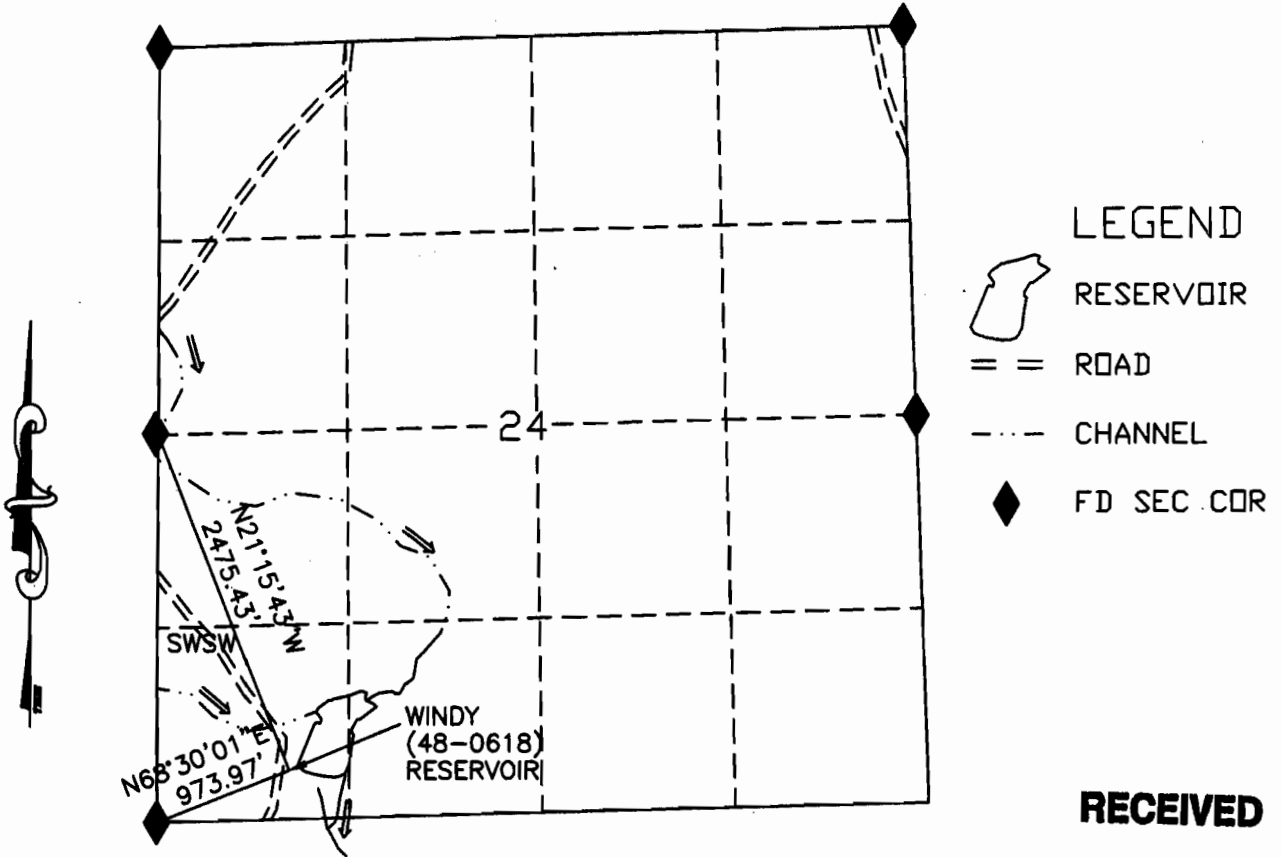 LEGEND
RESERVOIR
ROAD
CHANNEL
FD SEC COR
24
N21°15'43"W
2475.43'
SWSW
WINDY
(48-0618)
RESERVOIR
N68°30'01"E
973.97'
RECEIVED